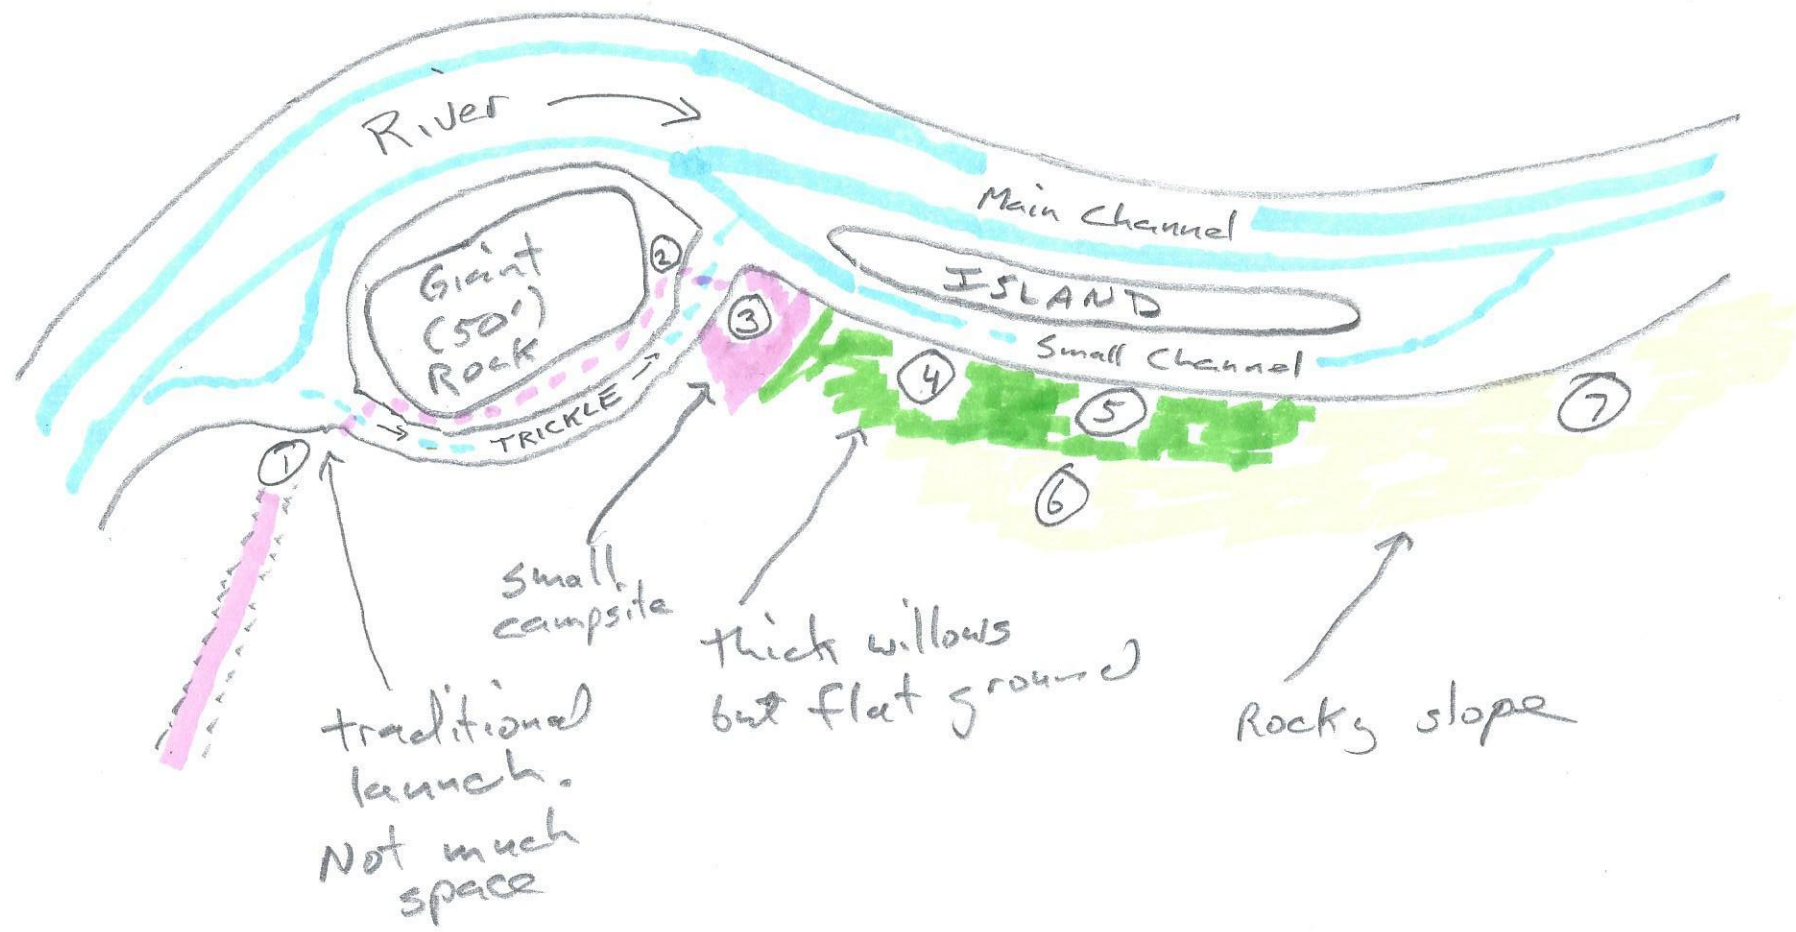 River
Main Channel
Giant
(50')
Rock
2
ISLAND
3
Small Channel
TRICKLE
4
5
7
1
6
small
campsite
thick willows
but flat ground
traditional
launch.
Not much
space
Rocky slope